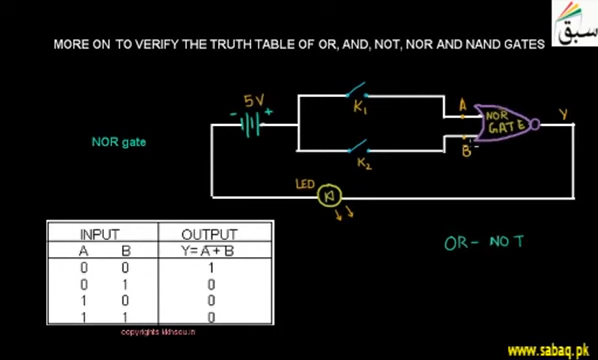 MORE ON TO VERIFY THE TRUTH TABLE OF OR, AND, NOT, NOR AND NAND GATES
سبق
5V
- +
K1
K2
A
B
NOR
GATE
Y
NOR gate
LED
OR - NOT
INPUT OUTPUT
A B Y=A+B
0 0 1
0 1 0
1 0 0
1 1 0
copyrights kkhsou.in
www.sabaq.pk